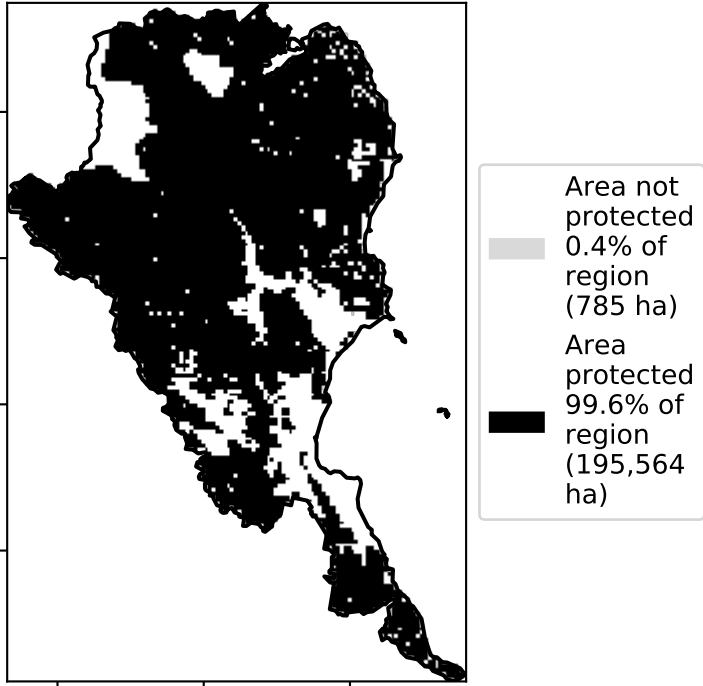 Area not
protected
0.4% of
region
(785 ha)
Area
protected
99.6% of
region
(195,564
ha)